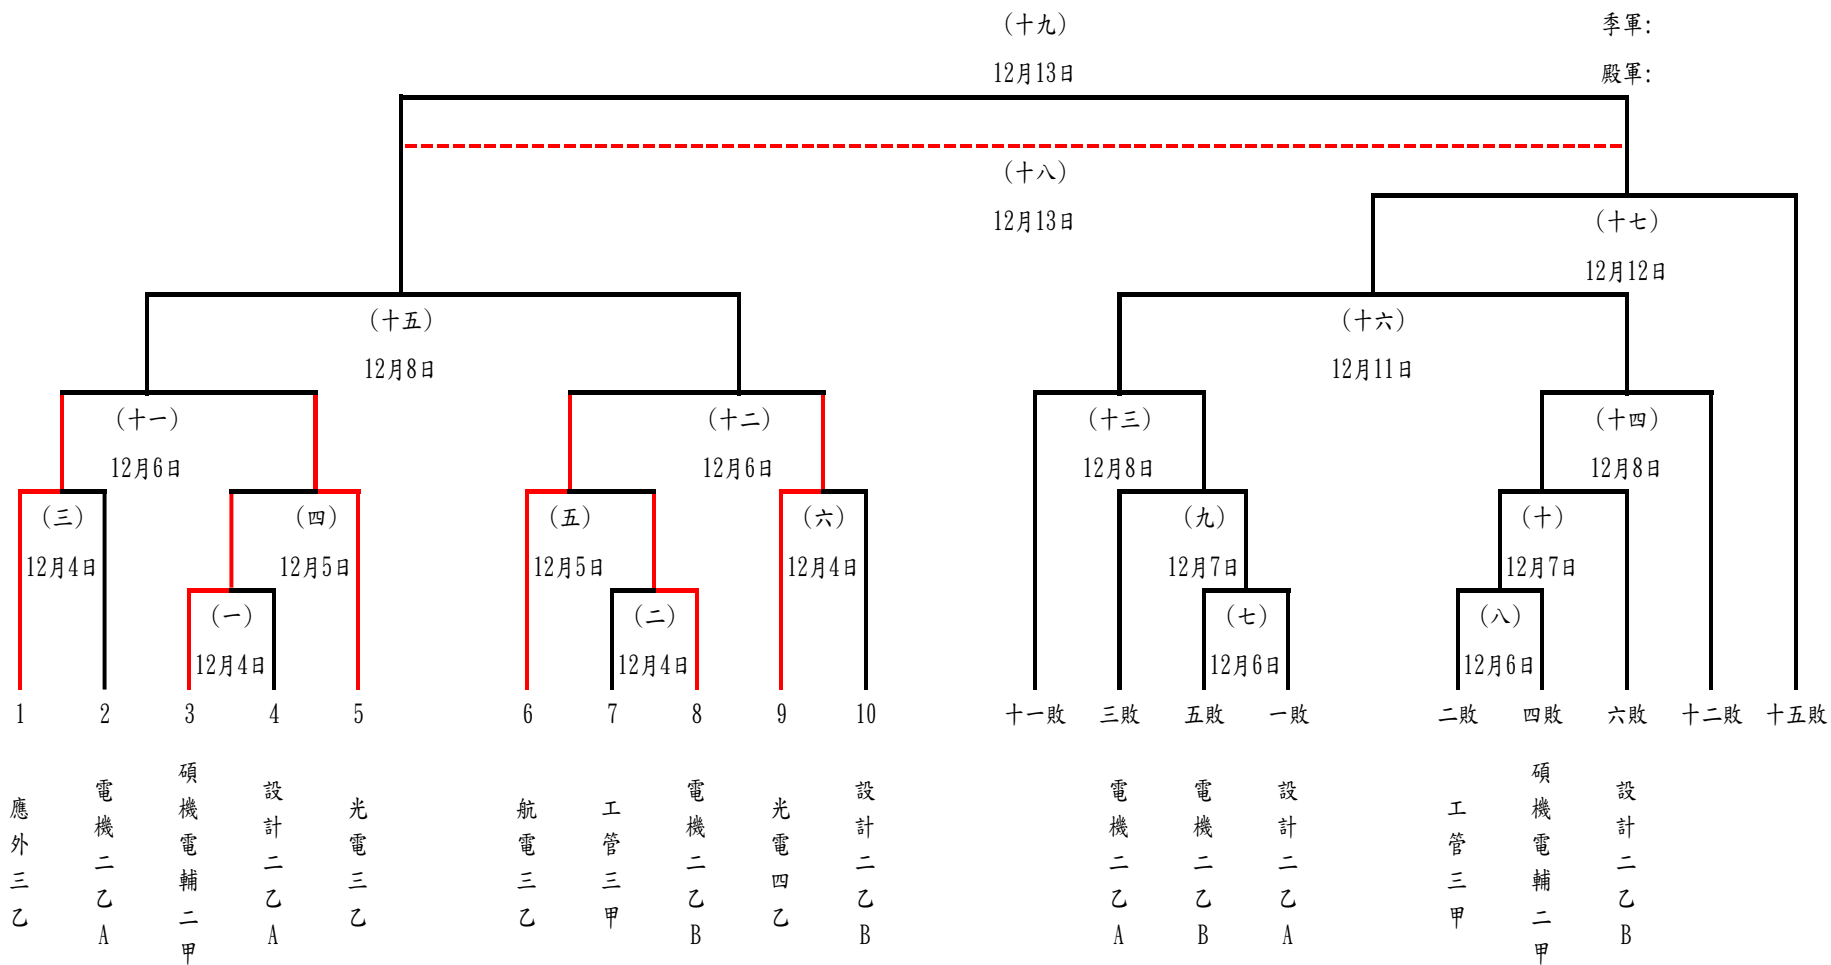 (十九)
季軍:
12月13日
殿軍:
(十八)
12月13日
(十七)
12月12日
(十五)
(十六)
12月8日
12月11日
(十一)
(十二)
(十三)
(十四)
12月6日
12月6日
12月8日
12月8日
(三)
(四)
(五)
(六)
(九)
(十)
12月4日
12月5日
12月5日
12月4日
12月7日
12月7日
(一)
(二)
(七)
(八)
12月4日
12月4日
12月6日
12月6日
1
2
3
4
5
6
7
8
9
10
十一敗
三敗
五敗
一敗
二敗
四敗
六敗
十二敗
十五敗
應外三乙
電機二乙A
碩機電輔二甲
設計二乙A
光電三乙
航電三乙
工管三甲
電機二乙B
光電四乙
設計二乙B
電機二乙A
電機二乙B
設計二乙A
工管三甲
碩機電輔二甲
設計二乙B